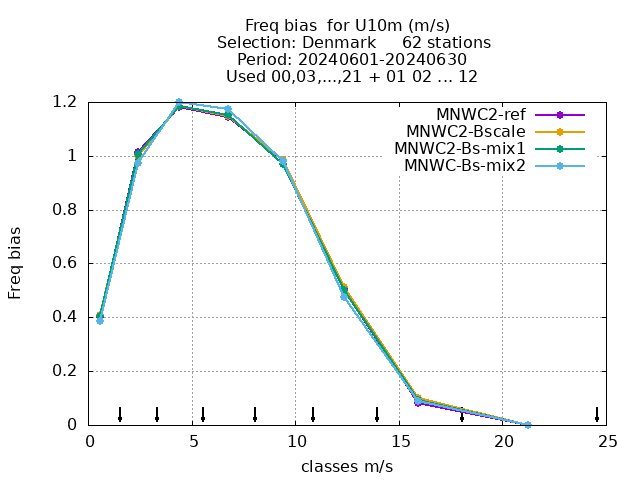 Freq bias  for U10m (m/s)
Selection: Denmark     62 stations
Period: 20240601-20240630
Used 00,03,...,21 + 01 02 ... 12
MNWC2-ref
MNWC2-Bscale
MNWC2-Bs-mix1
MNWC-Bs-mix2
1.2
1
0.8
0.6
0.4
0.2
0
Freq bias
0 5 10 15 20 25
classes m/s